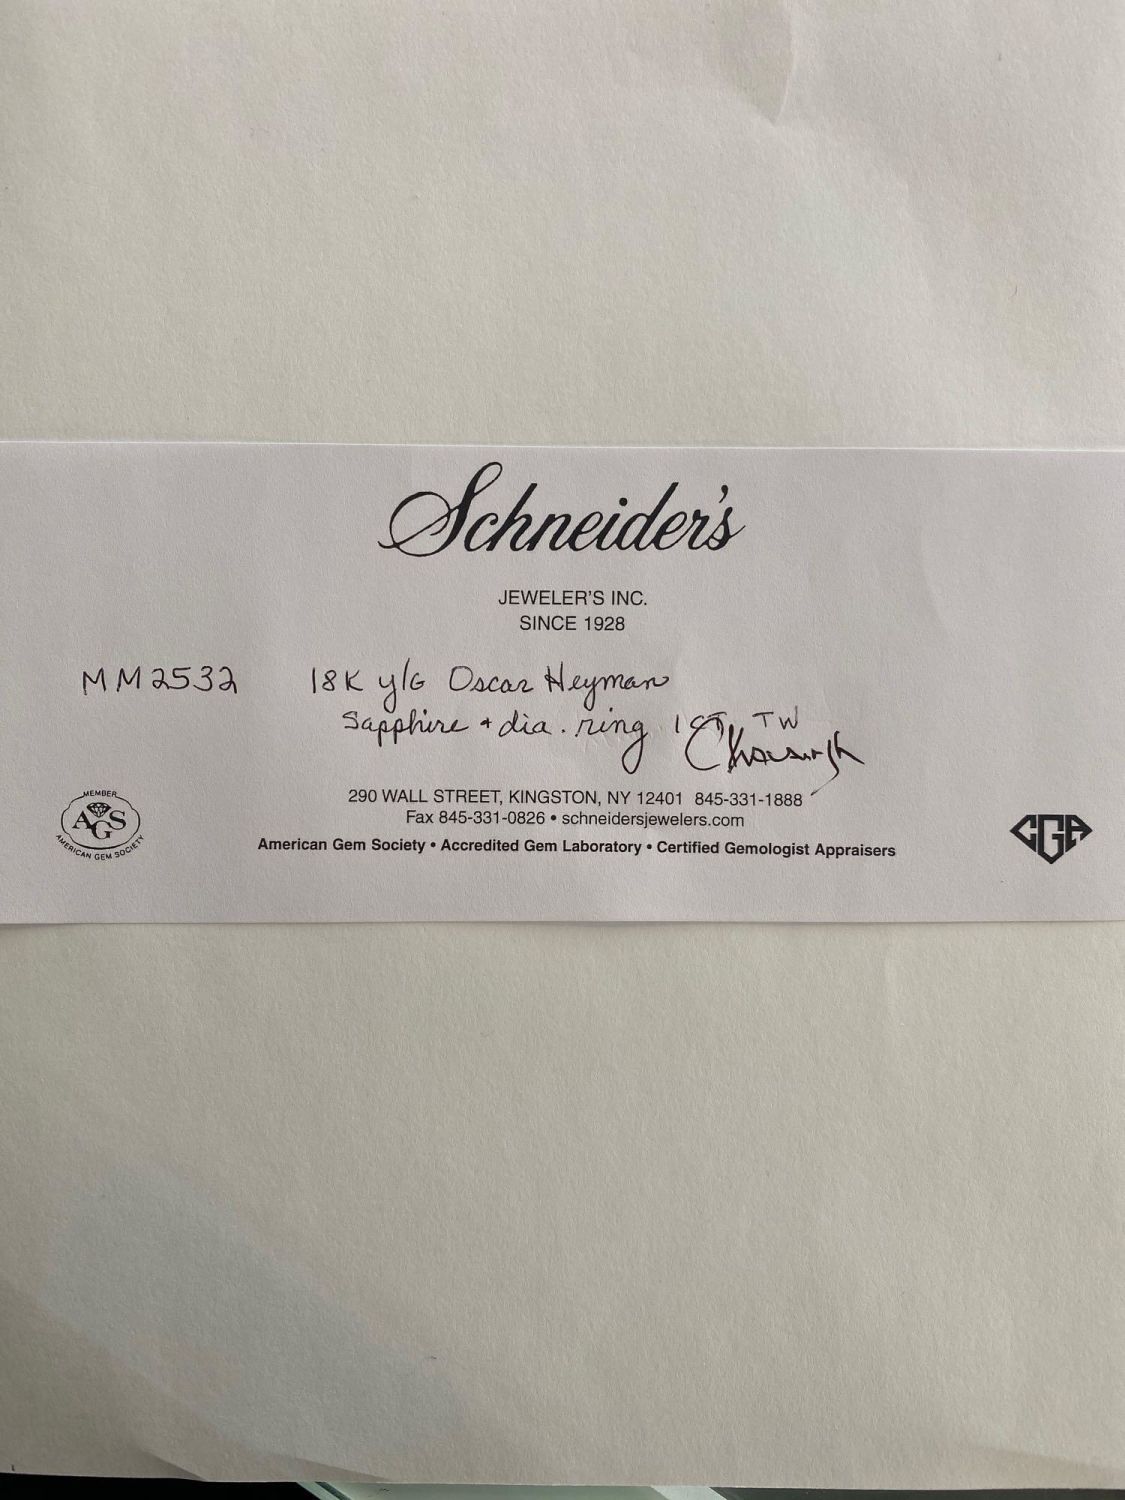 Schneider's
JEWELER'S INC.
SINCE 1928
MM2532 18K y/G Oscar Heyman
Sapphire + dia. ring 1 CT. TW
290 WALL STREET, KINGSTON, NY 12401 845-331-1888
Fax 845-331-0826 • schneidersjewelers.com
American Gem Society • Accredited Gem Laboratory • Certified Gemologist Appraisers
MEMBER
AGS
AMERICAN GEM SOCIETY
CGA